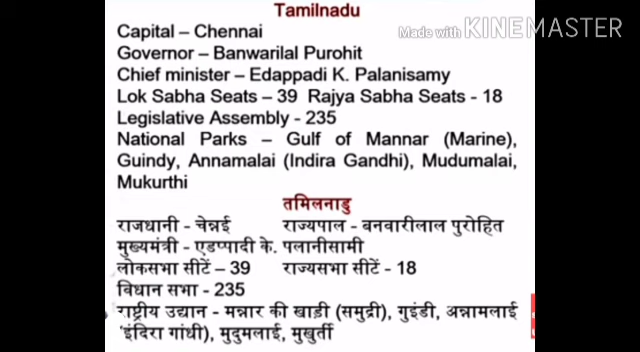 Tamilnadu
Made with KINEMASTER
Capital – Chennai
Governor – Banwarilal Purohit
Chief minister – Edappadi K. Palanisamy
Lok Sabha Seats – 39 Rajya Sabha Seats - 18
Legislative Assembly - 235
National Parks – Gulf of Mannar (Marine),
Guindy, Annamalai (Indira Gandhi), Mudumalai,
Mukurthi
तमिलनाडु
राजधानी - चेन्नई राज्यपाल - बनवारीलाल पुरोहित
मुख्यमंत्री - एडप्पादी के. पलानीसामी
लोकसभा सीटें – 39 राज्यसभा सीटें - 18
विधान सभा - 235
राष्ट्रीय उद्यान - मन्नार की खाड़ी (समुद्री), गुइंडी, अन्नामलाई
'इंदिरा गांधी), मुदुमलाई, मुखुर्ती